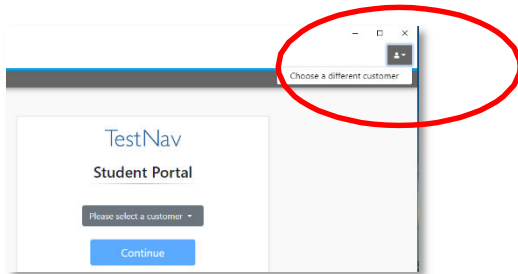 Choose a different customer
TestNav
Student Portal
Please select a customer
Continue